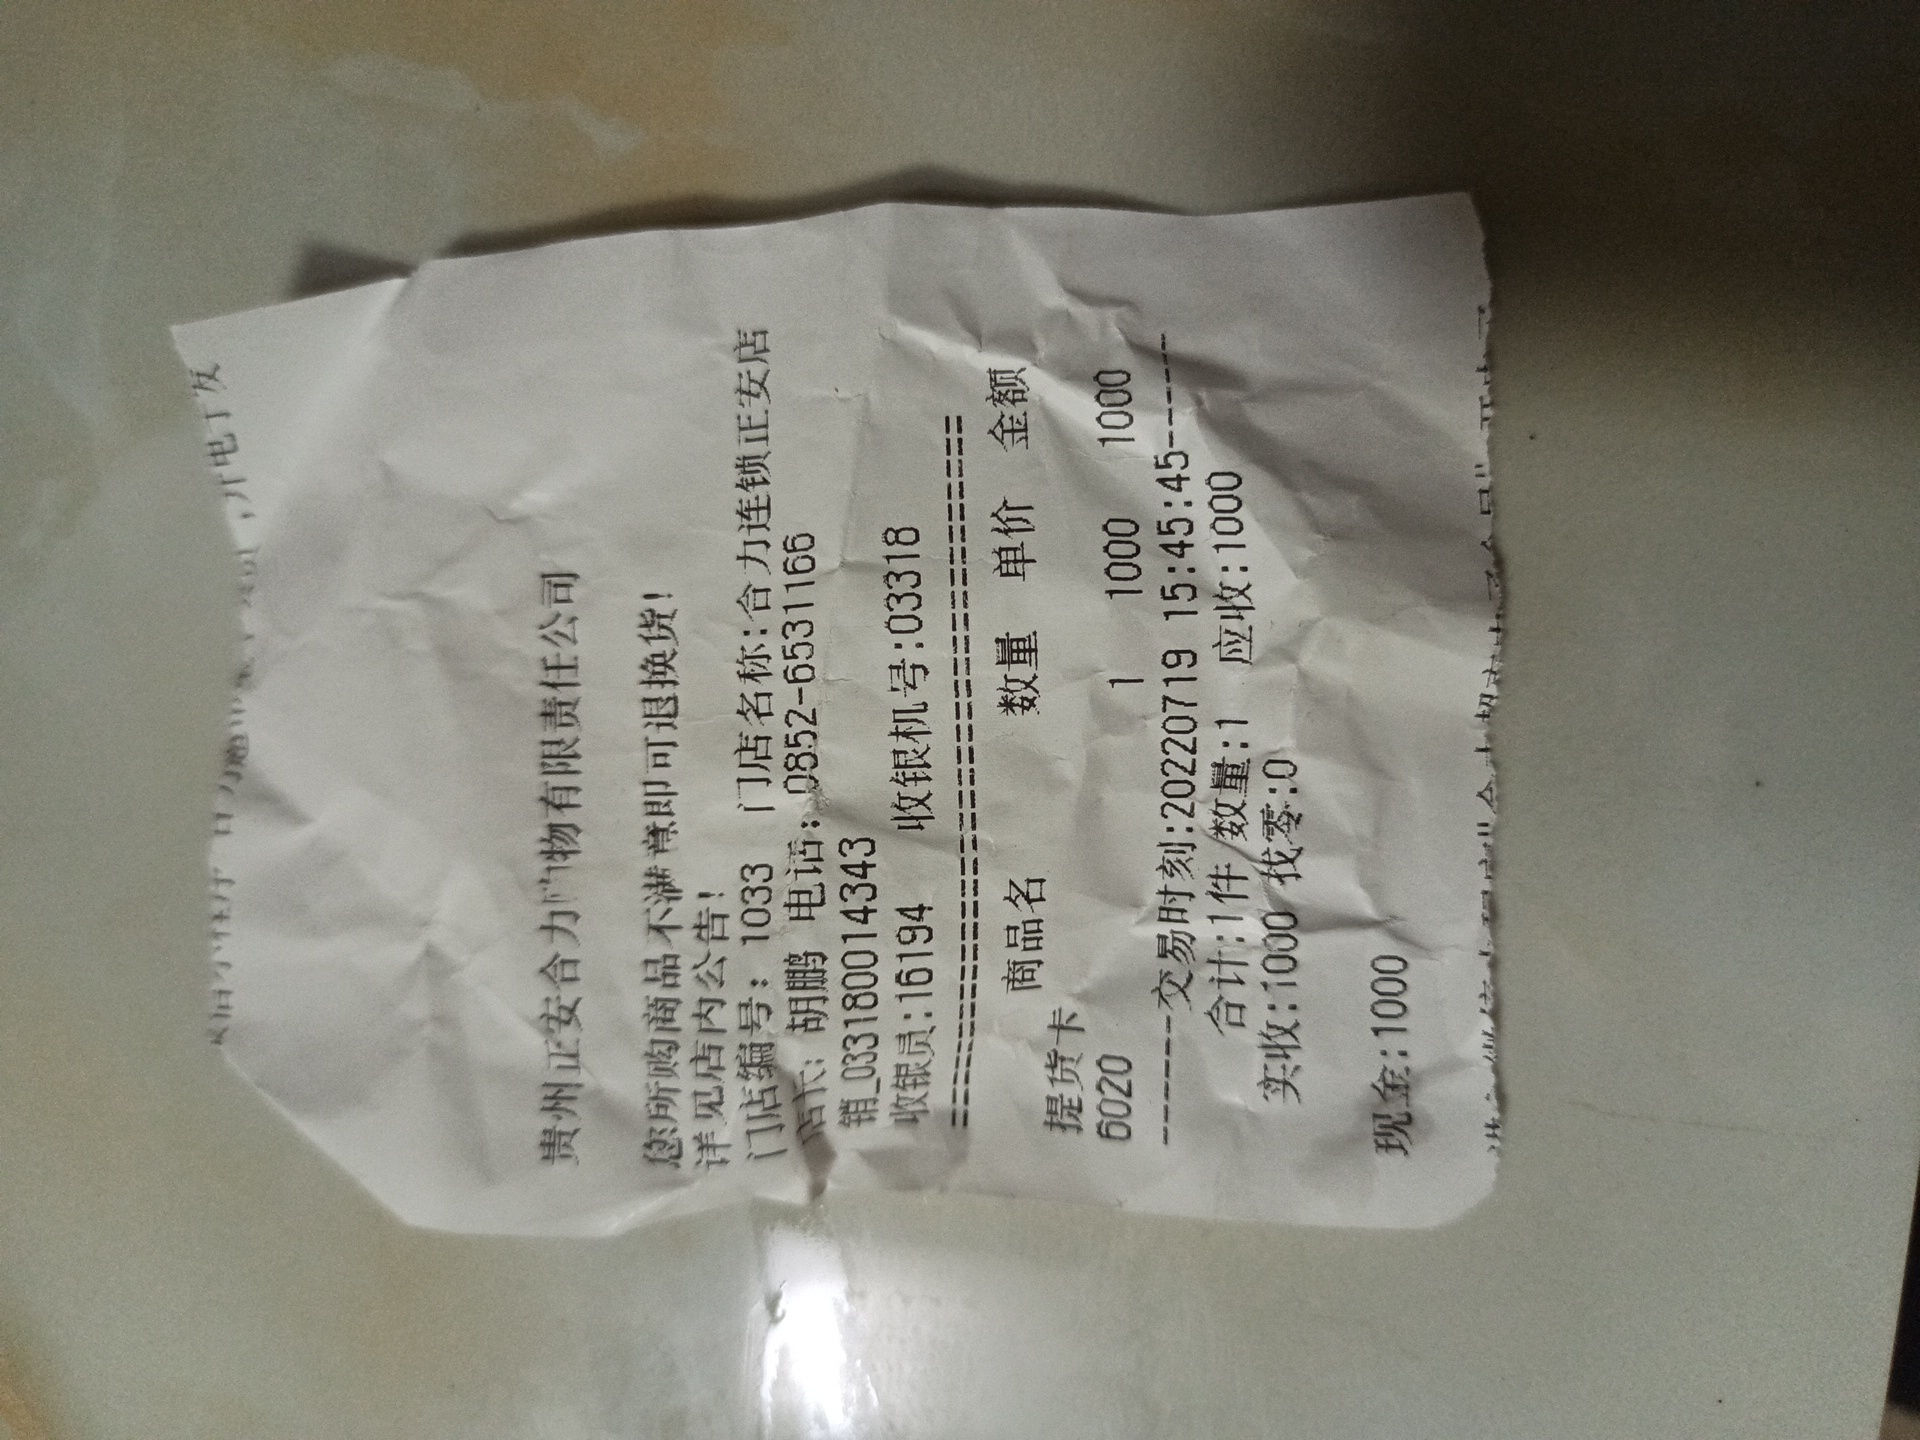 贵州正安合力购物有限责任公司
您所购商品不满意即可退换货!
详见店内公告!
门店编号: 1033 门店名称:合力连锁正安店
店长: 胡鹏 电话:0852-6531166
销_033180014343
收银员:16194 收银机号:03318
==============================
商品名 数量 单价 金额
提货卡
6020 1 1000 1000
-------交易时刻:20220719 15:45:45------
合计:1件 数量:1 应收:1000
实收:1000 找零:0
现金:1000